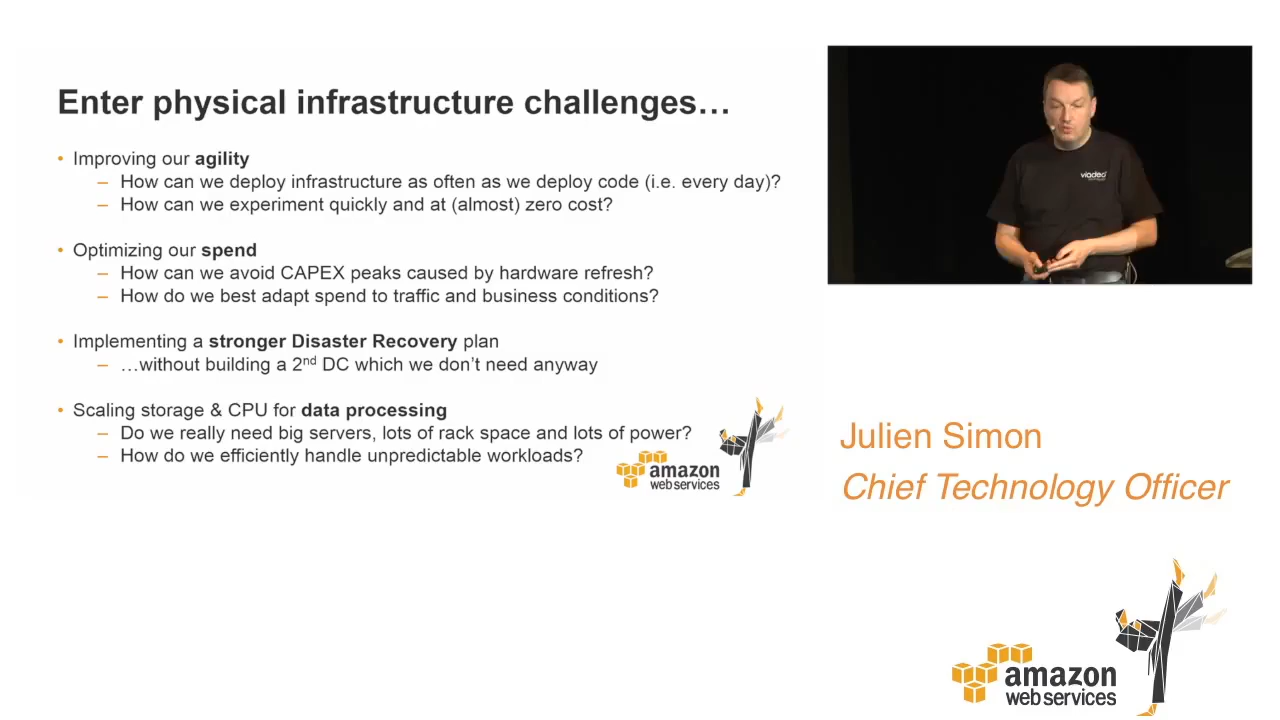 Enter physical infrastructure challenges…
• Improving our agility
– How can we deploy infrastructure as often as we deploy code (i.e. every day)?
– How can we experiment quickly and at (almost) zero cost?
• Optimizing our spend
– How can we avoid CAPEX peaks caused by hardware refresh?
– How do we best adapt spend to traffic and business conditions?
• Implementing a stronger Disaster Recovery plan
– …without building a 2nd DC which we don’t need anyway
• Scaling storage & CPU for data processing
– Do we really need big servers, lots of rack space and lots of power?
– How do we efficiently handle unpredictable workloads?
amazon
webservices
viadeo
Julien Simon
Chief Technology Officer
amazon
webservices